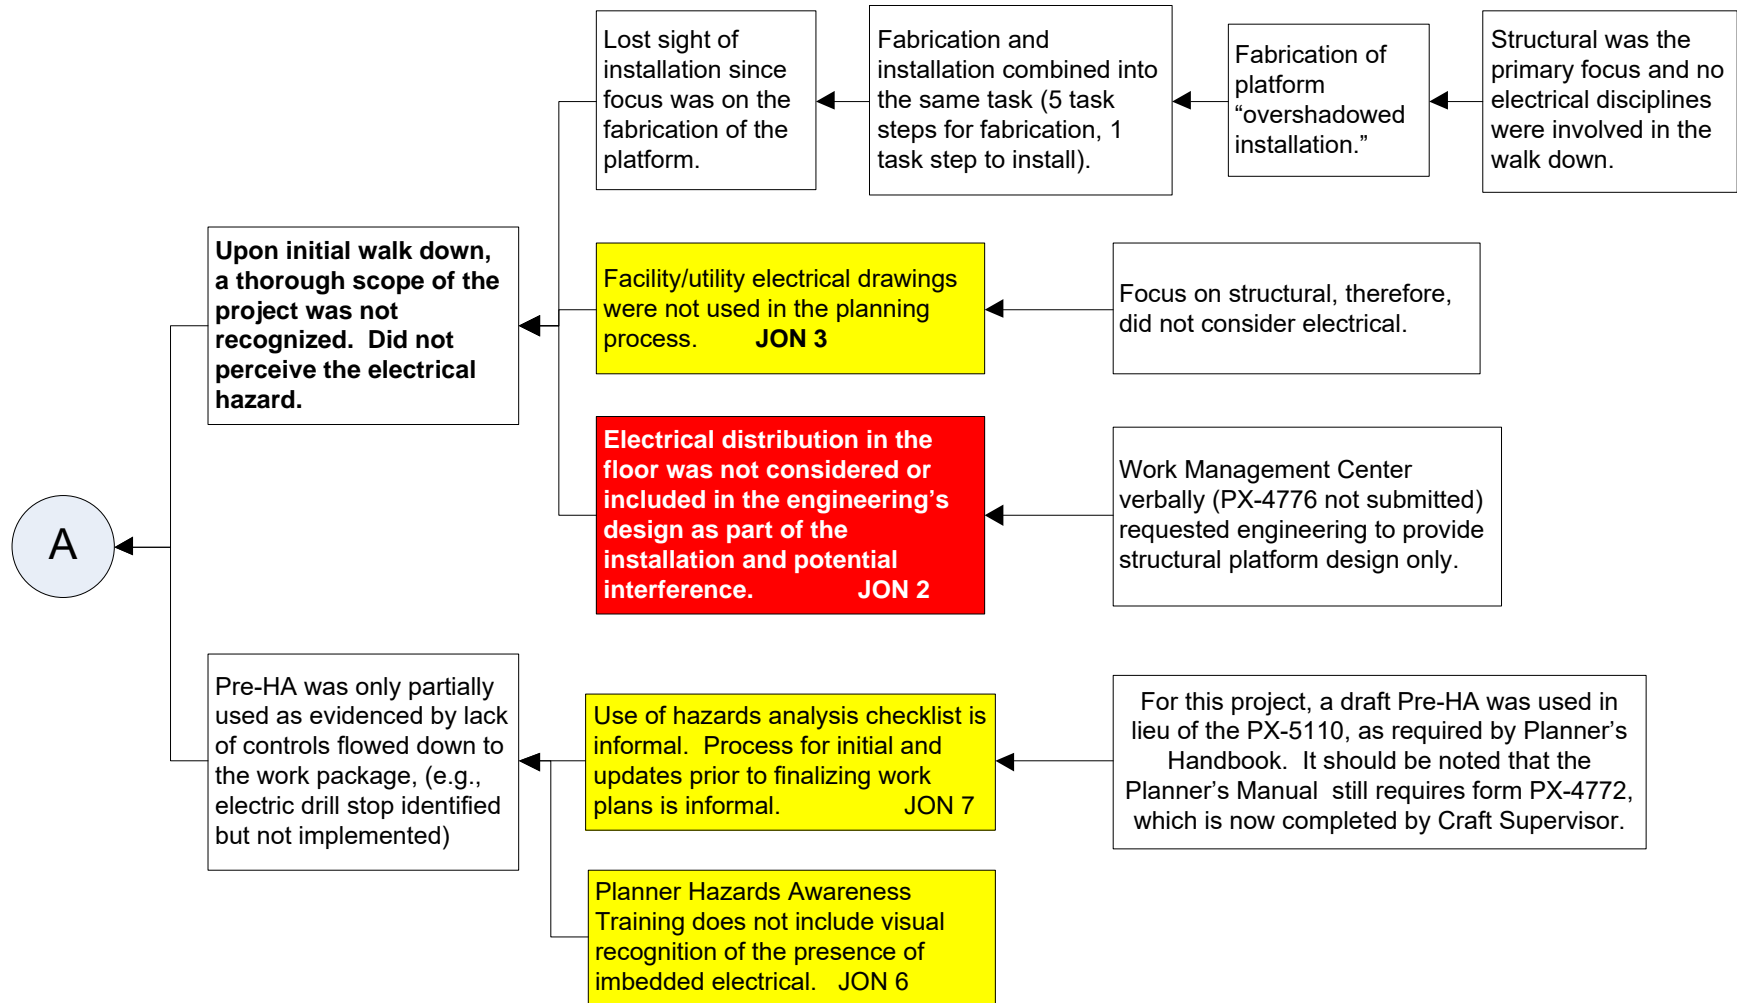 Lost sight of
installation since
focus was on the
fabrication of the
platform.
Fabrication and
installation combined into
the same task (5 task
steps for fabrication, 1
task step to install).
Fabrication of
platform
“overshadowed
installation.”
Structural was the
primary focus and no
electrical disciplines
were involved in the
walk down.
Upon initial walk down,
a thorough scope of the
project was not
recognized.  Did not
perceive the electrical
hazard.
Facility/utility electrical drawings
were not used in the planning
process. JON 3
Focus on structural, therefore,
did not consider electrical.
Electrical distribution in the
floor was not considered or
included in the engineering’s
design as part of the
installation and potential
interference. JON 2
Work Management Center
verbally (PX-4776 not submitted)
requested engineering to provide
structural platform design only.
A
Pre-HA was only partially
used as evidenced by lack
of controls flowed down to
the work package, (e.g.,
electric drill stop identified
but not implemented)
Use of hazards analysis checklist is
informal.  Process for initial and
updates prior to finalizing work
plans is informal. JON 7
For this project, a draft Pre-HA was used in
lieu of the PX-5110, as required by Planner’s
Handbook.  It should be noted that the
Planner’s Manual  still requires form PX-4772,
which is now completed by Craft Supervisor.
Planner Hazards Awareness
Training does not include visual
recognition of the presence of
imbedded electrical. JON 6